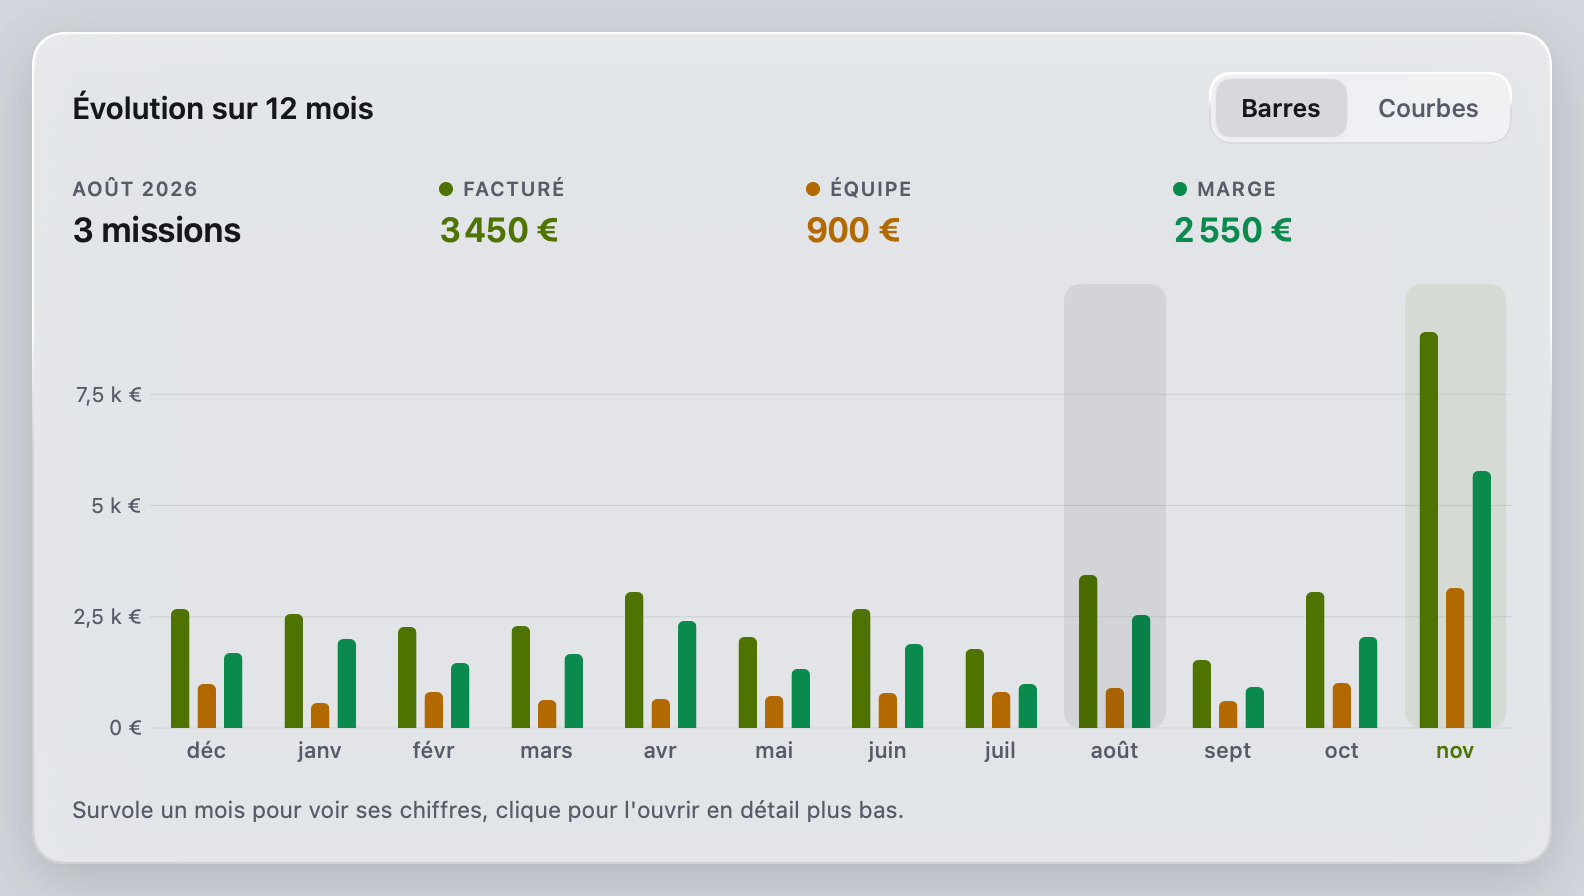 Évolution sur 12 mois
Barres
Courbes
AOÛT 2026
3 missions
FACTURÉ
3 450 €
ÉQUIPE
900 €
MARGE
2 550 €
7,5 k €
5 k €
2,5 k €
0 €
déc janv févr mars avr mai juin juil août sept oct nov
Survole un mois pour voir ses chiffres, clique pour l'ouvrir en détail plus bas.